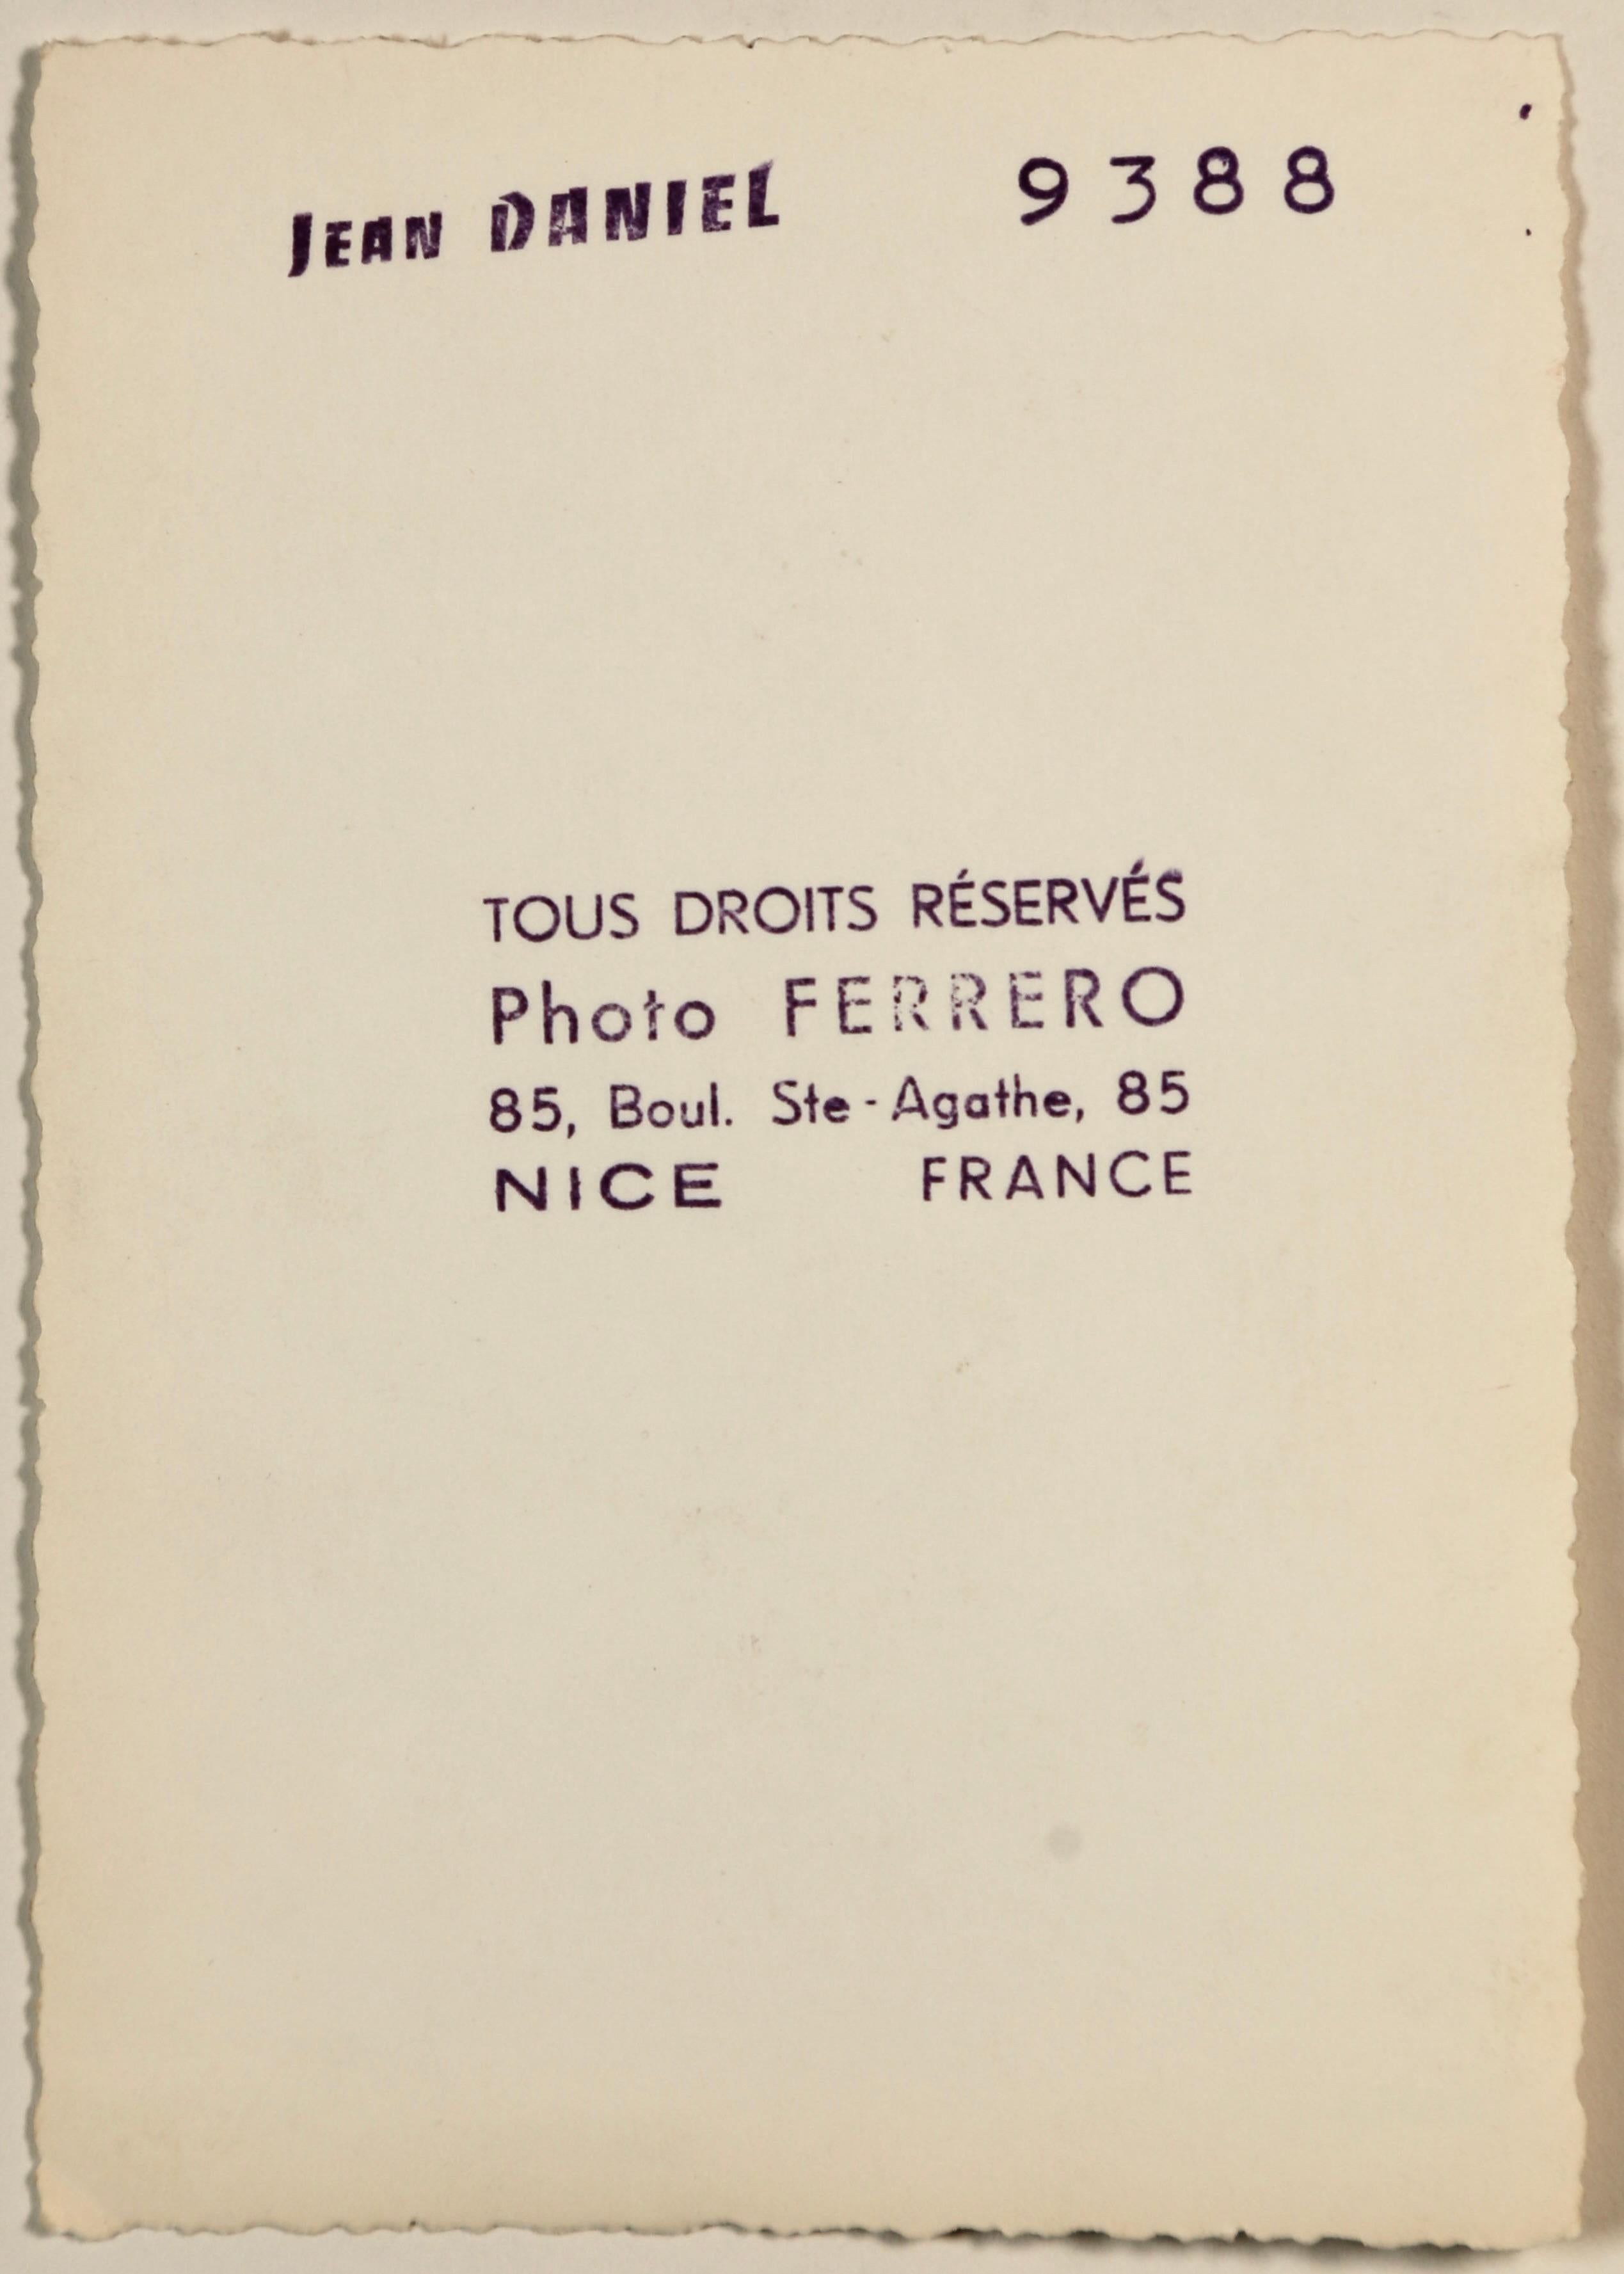 JEAN DANIEL 9388
TOUS DROITS RÉSERVÉS
Photo FERRERO
85, Boul. Ste-Agathe, 85
NICE FRANCE